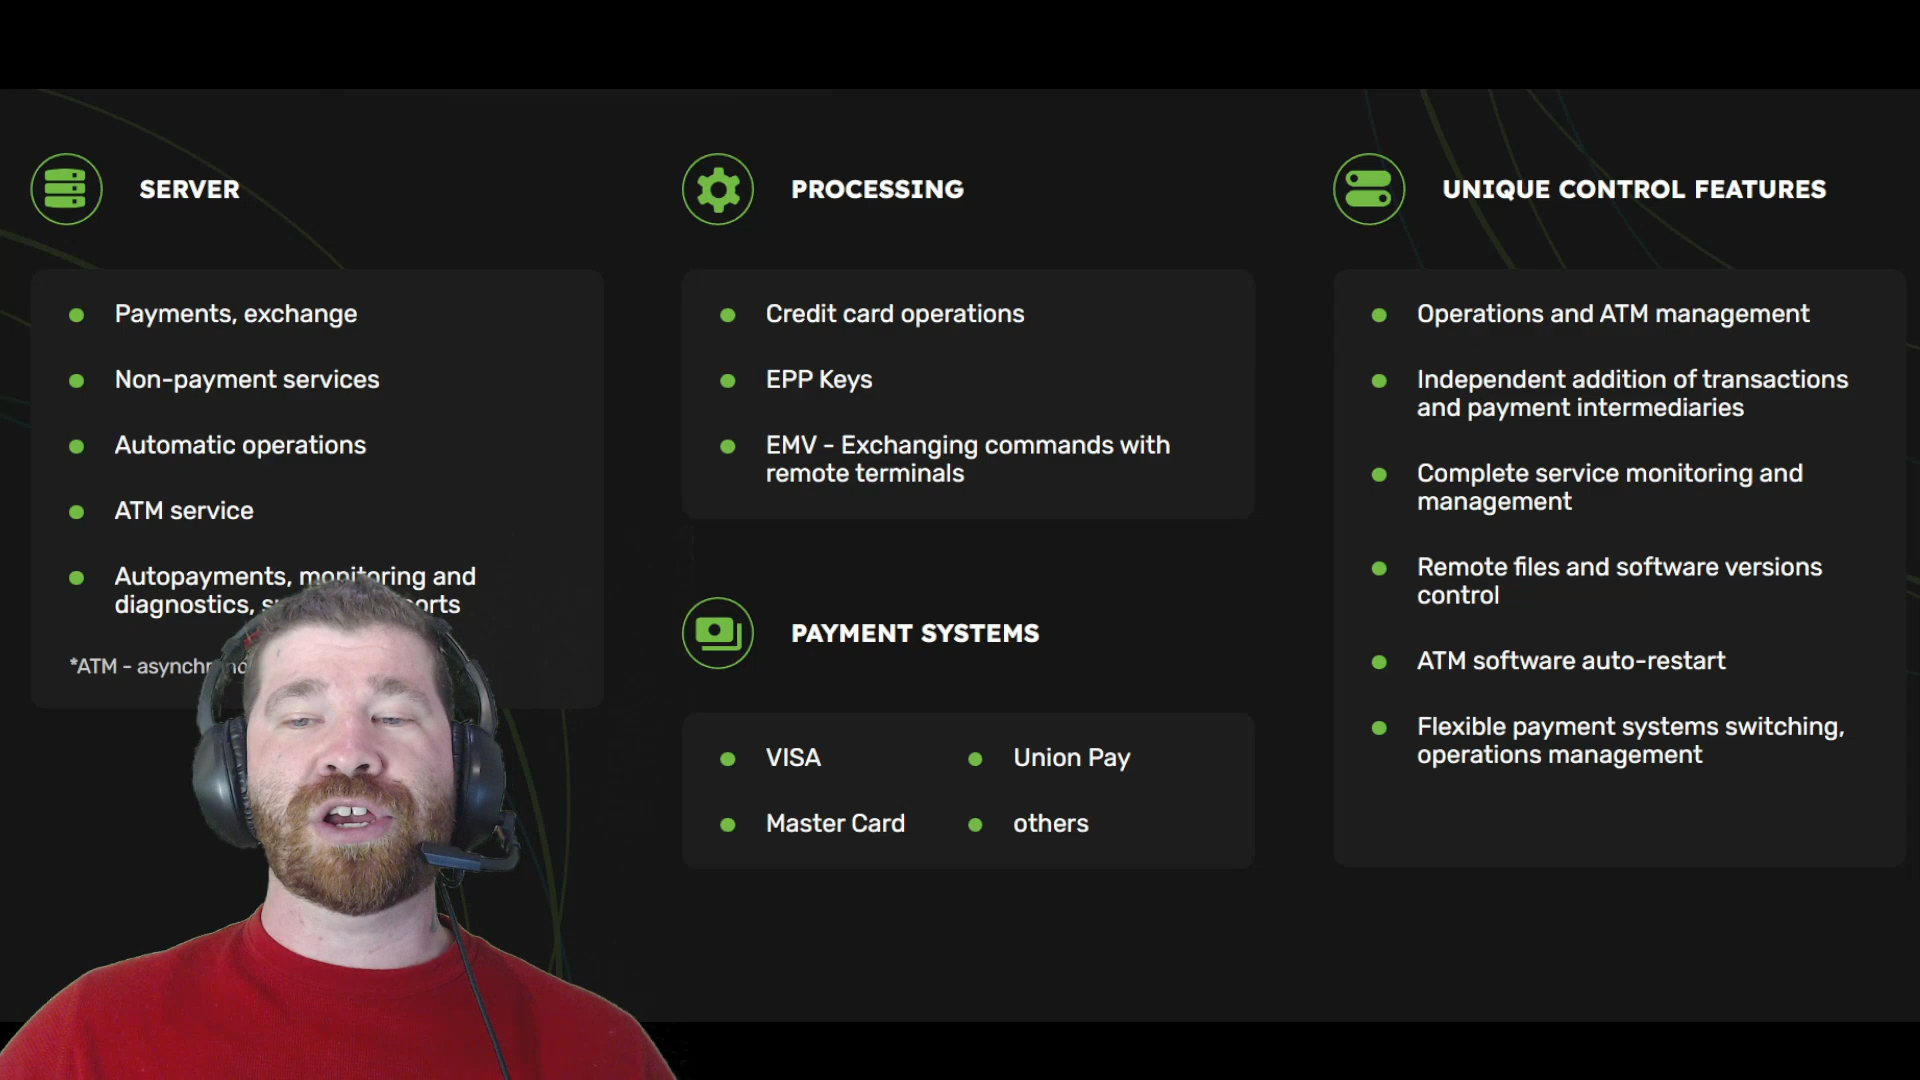 SERVER
Payments, exchange
Non-payment services
Automatic operations
ATM service
Autopayments, monitoring and
diagnostics,
*ATM -
PROCESSING
Credit card operations
EPP Keys
EMV - Exchanging commands with
remote terminals
PAYMENT SYSTEMS
VISA
Union Pay
Master Card
others
UNIQUE CONTROL FEATURES
Operations and ATM management
Independent addition of transactions
and payment intermediaries
Complete service monitoring and
management
Remote files and software versions
control
ATM software auto-restart
Flexible payment systems switching,
operations management